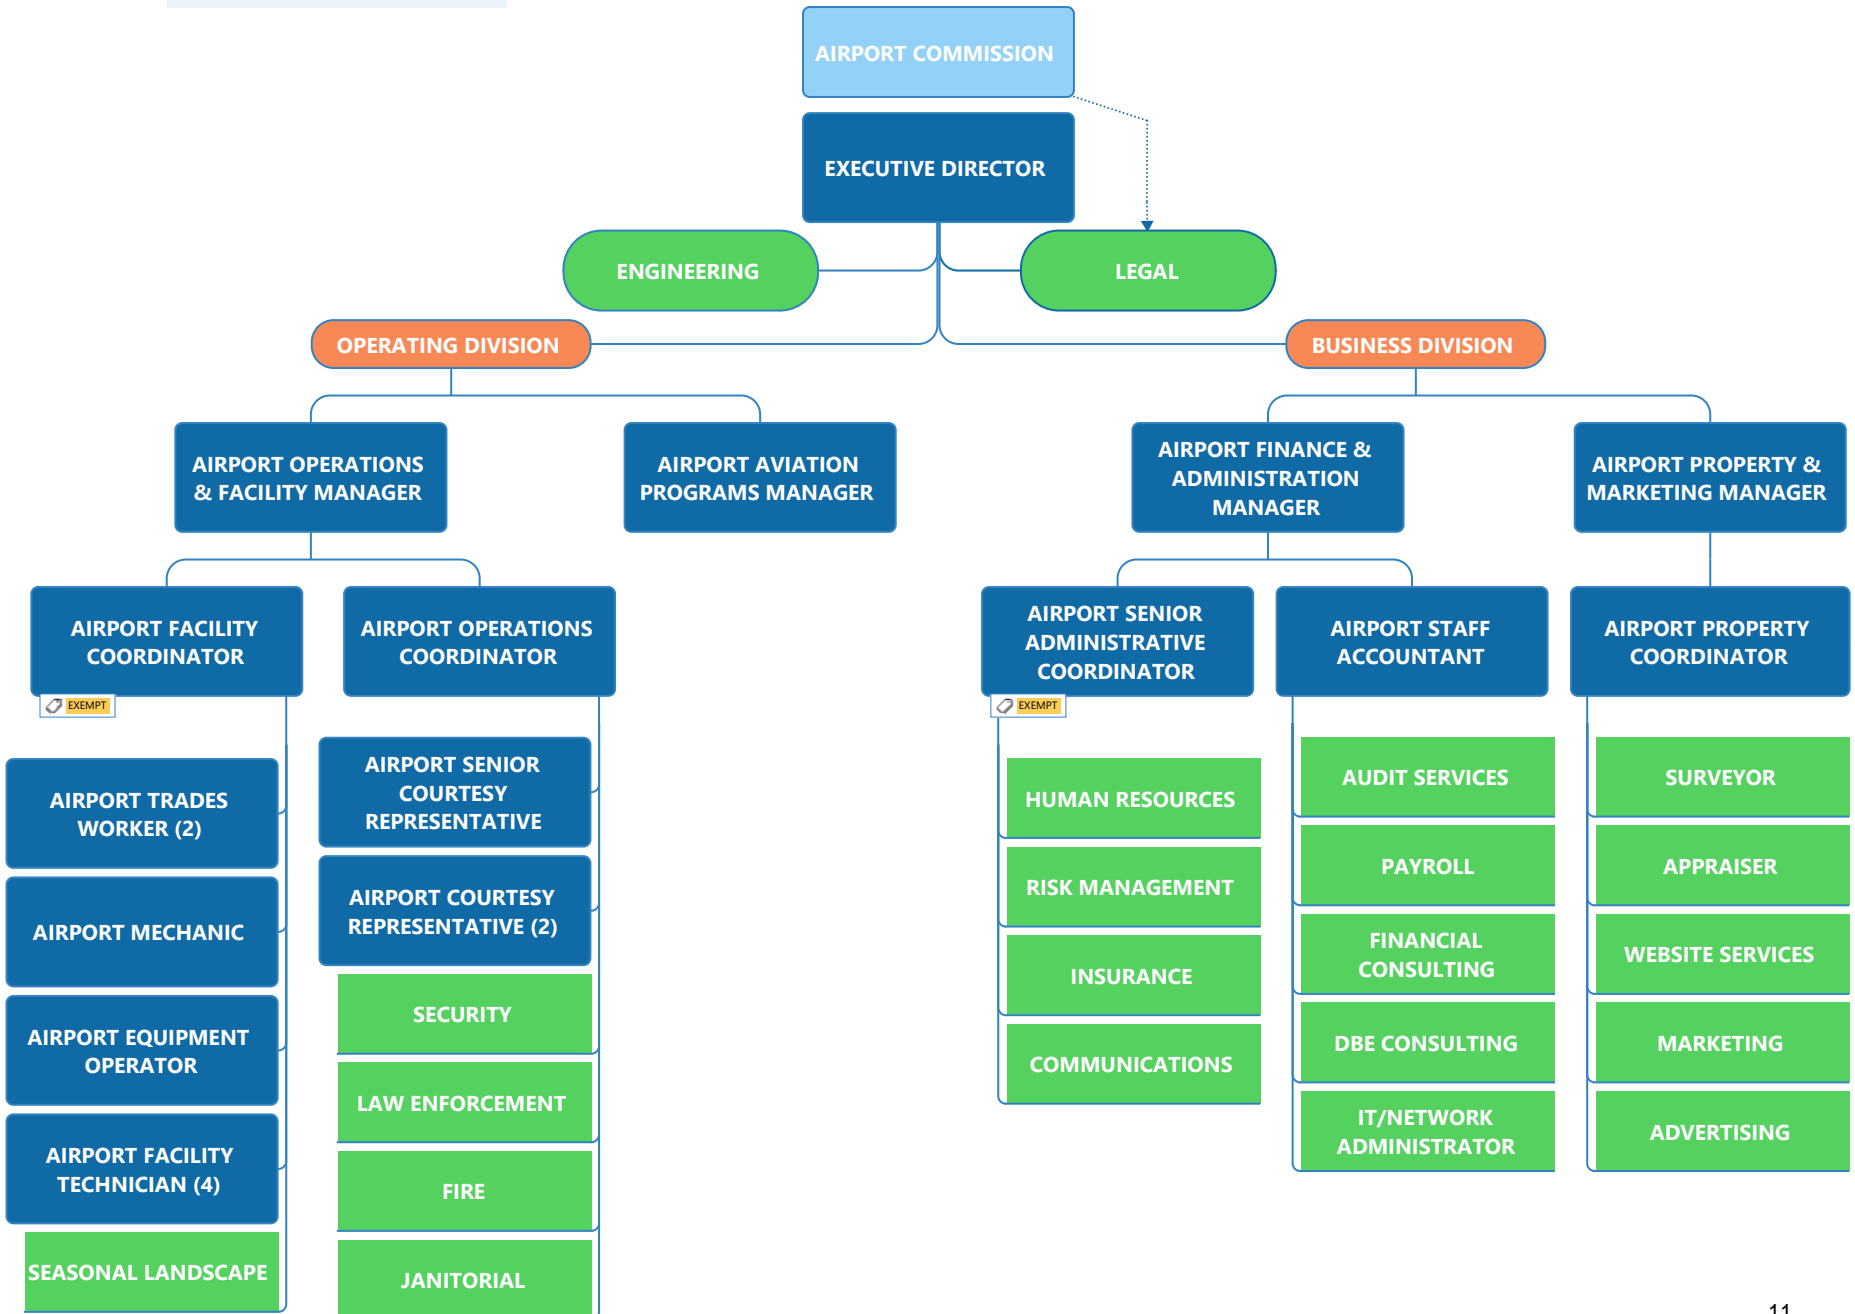 AIRPORT COMMISSION
EXECUTIVE DIRECTOR
ENGINEERING
LEGAL
OPERATING DIVISION
BUSINESS DIVISION
AIRPORT OPERATIONS
& FACILITY MANAGER
AIRPORT AVIATION
PROGRAMS MANAGER
AIRPORT FINANCE &
ADMINISTRATION
MANAGER
AIRPORT PROPERTY &
MARKETING MANAGER
AIRPORT FACILITY
COORDINATOR
EXEMPT
AIRPORT OPERATIONS
COORDINATOR
AIRPORT SENIOR
ADMINISTRATIVE
COORDINATOR
EXEMPT
AIRPORT STAFF
ACCOUNTANT
AIRPORT PROPERTY
COORDINATOR
AIRPORT TRADES
WORKER (2)
AIRPORT MECHANIC
AIRPORT EQUIPMENT
OPERATOR
AIRPORT FACILITY
TECHNICIAN (4)
SEASONAL LANDSCAPE
AIRPORT SENIOR
COURTESY
REPRESENTATIVE
AIRPORT COURTESY
REPRESENTATIVE (2)
SECURITY
LAW ENFORCEMENT
FIRE
JANITORIAL
HUMAN RESOURCES
RISK MANAGEMENT
INSURANCE
COMMUNICATIONS
AUDIT SERVICES
PAYROLL
FINANCIAL
CONSULTING
DBE CONSULTING
IT/NETWORK
ADMINISTRATOR
SURVEYOR
APPRAISER
WEBSITE SERVICES
MARKETING
ADVERTISING
11